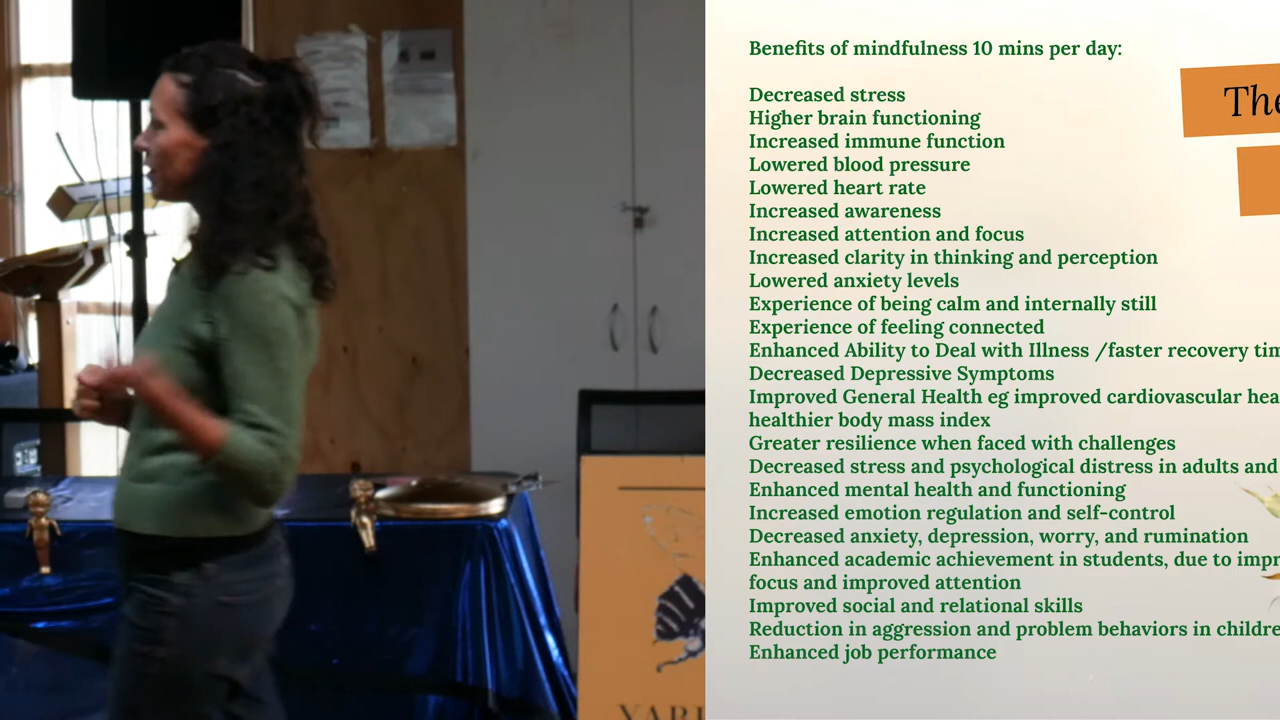 Benefits of mindfulness 10 mins per day:
Decreased stress
Higher brain functioning
Increased immune function
Lowered blood pressure
Lowered heart rate
Increased awareness
Increased attention and focus
Increased clarity in thinking and perception
Lowered anxiety levels
Experience of being calm and internally still
Experience of feeling connected
Enhanced Ability to Deal with Illness /faster recovery tim
Decreased Depressive Symptoms
Improved General Health eg improved cardiovascular hea
healthier body mass index
Greater resilience when faced with challenges
Decreased stress and psychological distress in adults and
Enhanced mental health and functioning
Increased emotion regulation and self-control
Decreased anxiety, depression, worry, and rumination
Enhanced academic achievement in students, due to impr
focus and improved attention
Improved social and relational skills
Reduction in aggression and problem behaviors in childre
Enhanced job performance
The